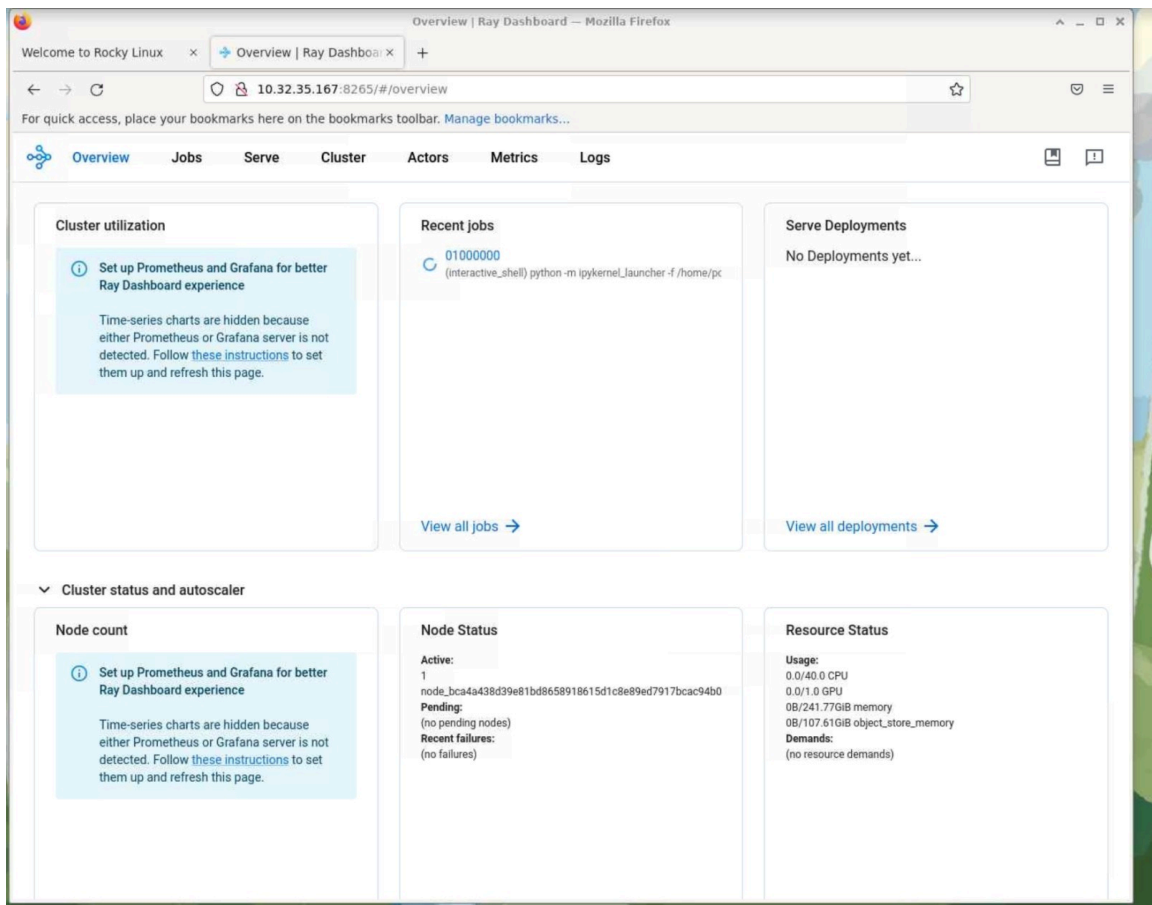 Overview | Ray Dashboard — Mozilla Firefox
Welcome to Rocky Linux × Overview | Ray Dashboar × +
10.32.35.167:8265/#/overview
For quick access, place your bookmarks here on the bookmarks toolbar. Manage bookmarks...
Overview Jobs Serve Cluster Actors Metrics Logs
Cluster utilization
Set up Prometheus and Grafana for better
Ray Dashboard experience
Time-series charts are hidden because
either Prometheus or Grafana server is not
detected. Follow these instructions to set
them up and refresh this page.
Recent jobs
01000000
(interactive_shell) python -m ipykernel_launcher -f /home/pc
View all jobs →
Serve Deployments
No Deployments yet...
View all deployments →
Cluster status and autoscaler
Node count
Set up Prometheus and Grafana for better
Ray Dashboard experience
Time-series charts are hidden because
either Prometheus or Grafana server is not
detected. Follow these instructions to set
them up and refresh this page.
Node Status
Active:
1
node_bca4a438d39e81bd8658918615d1c8e89ed7917bcac94b0
Pending:
(no pending nodes)
Recent failures:
(no failures)
Resource Status
Usage:
0.0/40.0 CPU
0.0/1.0 GPU
0B/241.77GiB memory
0B/107.61GiB object_store_memory
Demands:
(no resource demands)